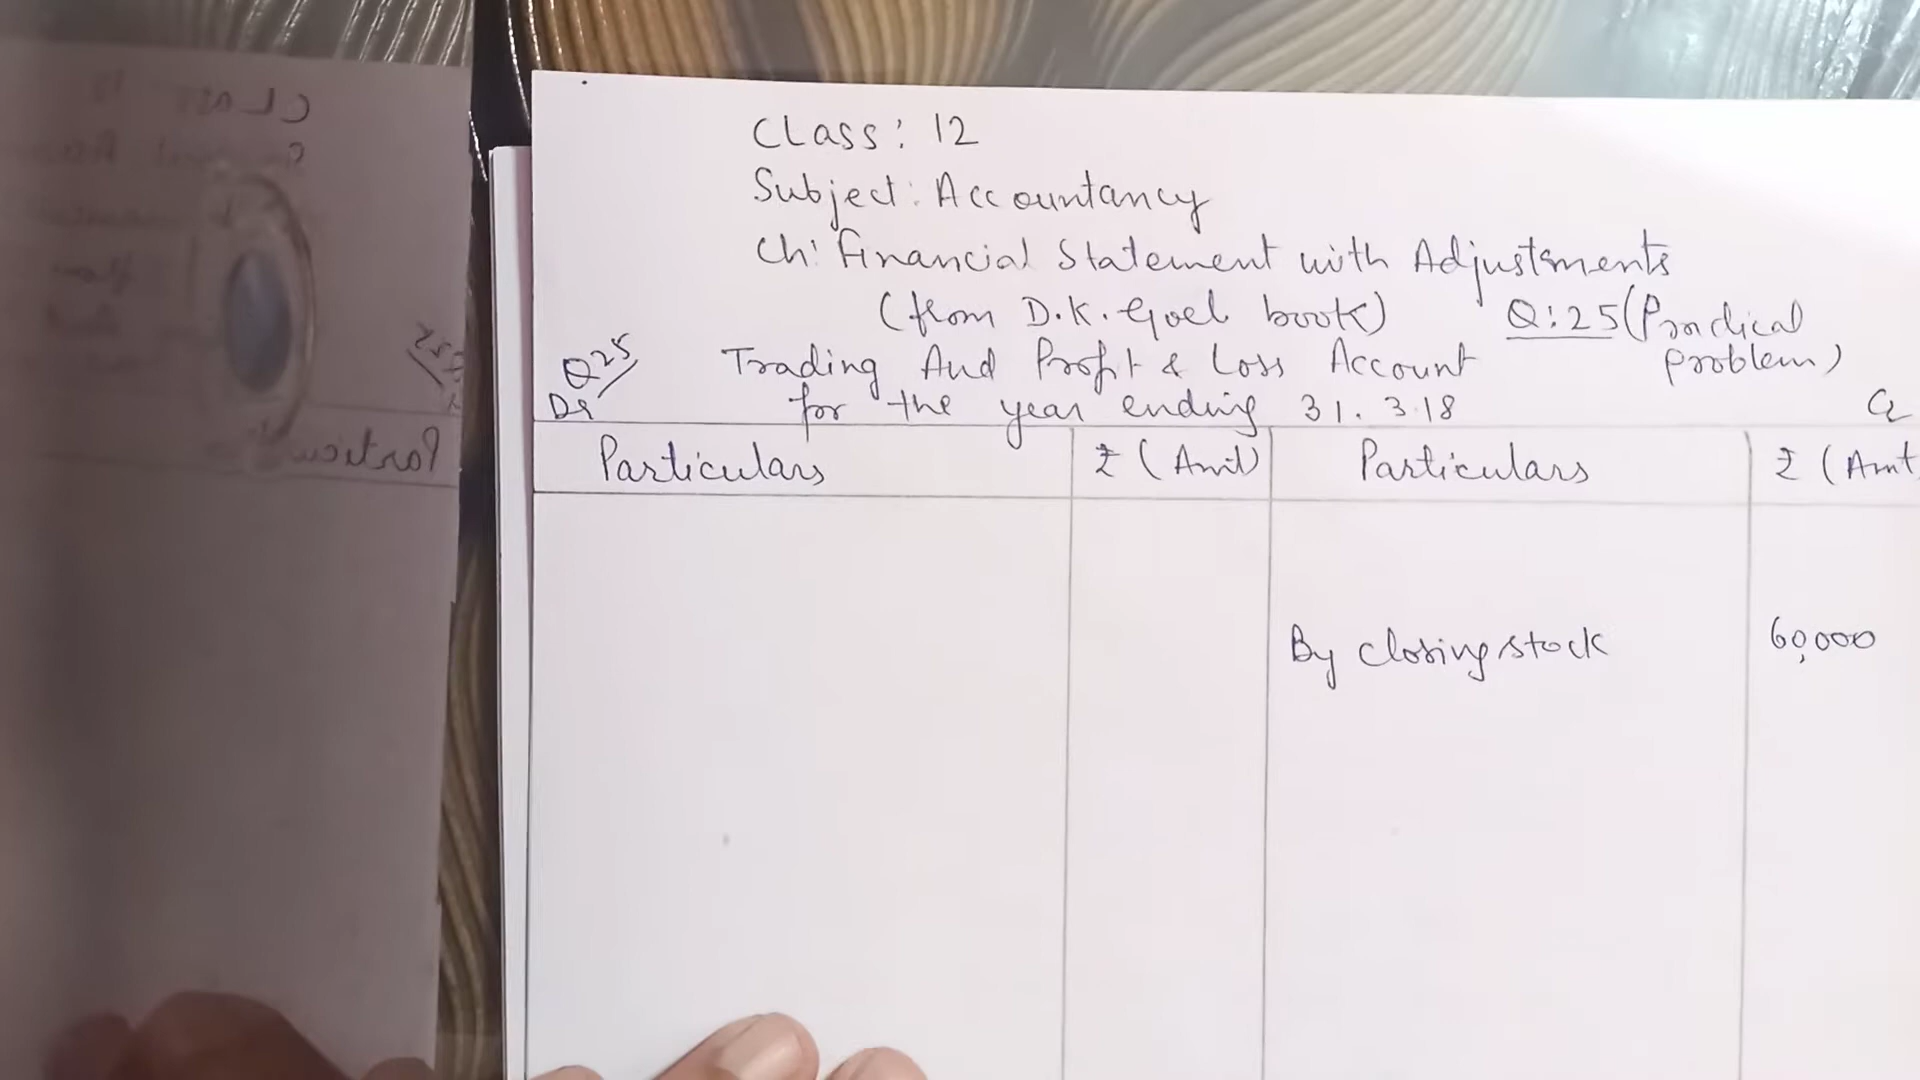 Class: 12
Subject: Accountancy
Ch: Financial Statement with Adjustments
(from D.K. Goel book) Q:25 (Practical problem)
Q25 Trading And Profit & Loss Account
Dr for the year ending 31.3.18 Cr
Particulars ₹ (Amt) Particulars ₹ (Amt
By closing stock 60,000